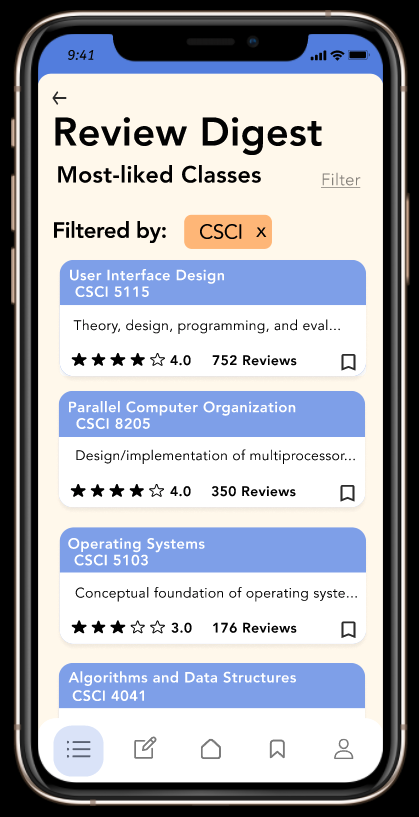 9:41
Review Digest
Most-liked Classes
Filter
Filtered by: CSCI x
User Interface Design
CSCI 5115
Theory, design, programming, and eval...
4.0 752 Reviews
Parallel Computer Organization
CSCI 8205
Design/implementation of multiprocessor...
4.0 350 Reviews
Operating Systems
CSCI 5103
Conceptual foundation of operating syste...
3.0 176 Reviews
Algorithms and Data Structures
CSCI 4041